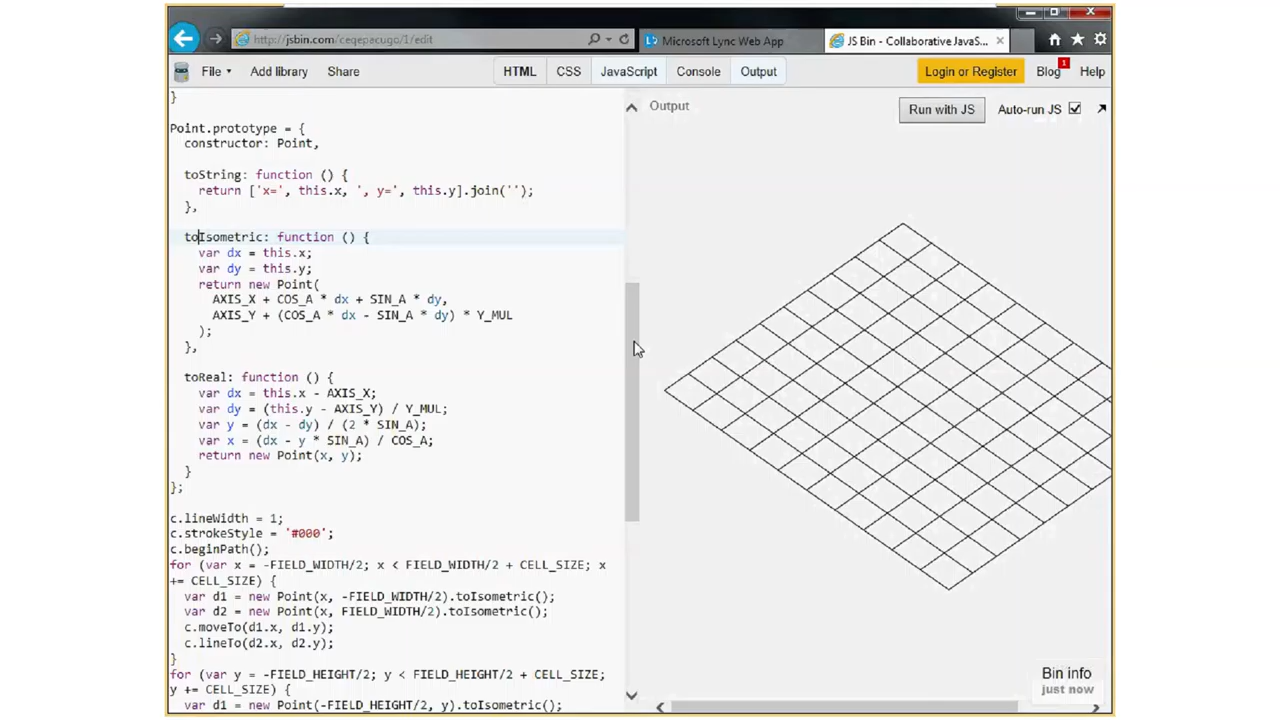 http://jsbin.com/ceqepacugo/1/edit
Microsoft Lync Web App
JS Bin - Collaborative JavaS...
File
Add library
Share
HTML
CSS
JavaScript
Console
Output
Login or Register
Blog
1
Help
}
Point.prototype = {
constructor: Point,
toString: function () {
return ['x=', this.x, ', y=', this.y].join('');
},
toIsometric: function () {
var dx = this.x;
var dy = this.y;
return new Point(
AXIS_X + COS_A * dx + SIN_A * dy,
AXIS_Y + (COS_A * dx - SIN_A * dy) * Y_MUL
);
},
toReal: function () {
var dx = this.x - AXIS_X;
var dy = (this.y - AXIS_Y) / Y_MUL;
var y = (dx - dy) / (2 * SIN_A);
var x = (dx - y * SIN_A) / COS_A;
return new Point(x, y);
}
};
c.lineWidth = 1;
c.strokeStyle = '#000';
c.beginPath();
for (var x = -FIELD_WIDTH/2; x < FIELD_WIDTH/2 + CELL_SIZE; x
+= CELL_SIZE) {
var d1 = new Point(x, -FIELD_WIDTH/2).toIsometric();
var d2 = new Point(x, FIELD_WIDTH/2).toIsometric();
c.moveTo(d1.x, d1.y);
c.lineTo(d2.x, d2.y);
}
for (var y = -FIELD_HEIGHT/2; y < FIELD_HEIGHT/2 + CELL_SIZE;
y += CELL_SIZE) {
var d1 = new Point(-FIELD_HEIGHT/2, y).toIsometric();
Output
Run with JS
Auto-run JS
Bin info
just now